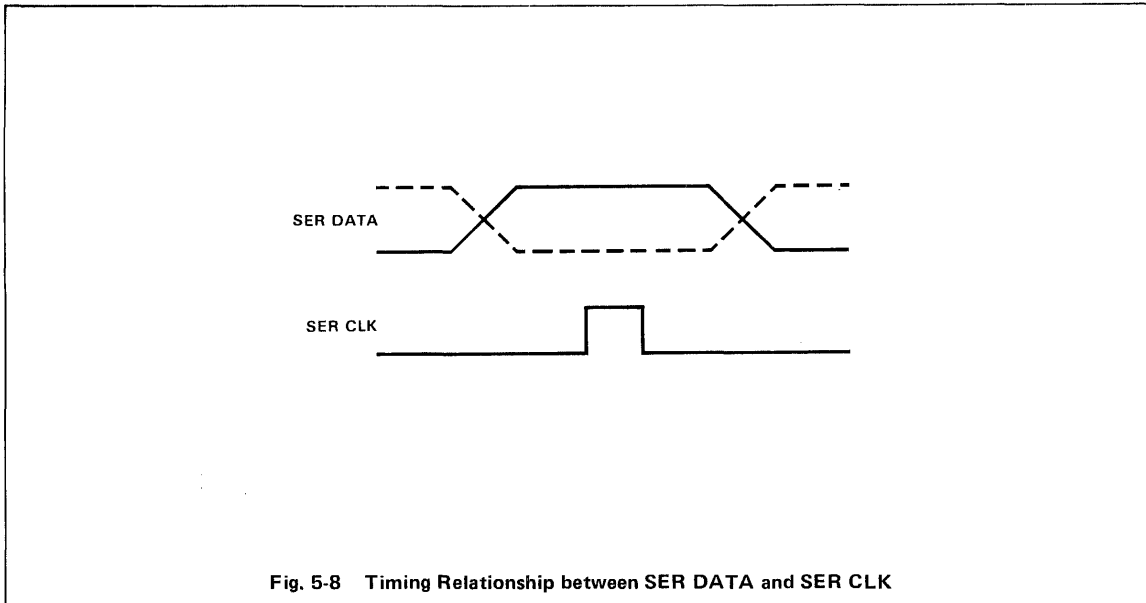 SER DATA
SER CLK
Fig. 5-8 Timing Relationship between SER DATA and SER CLK